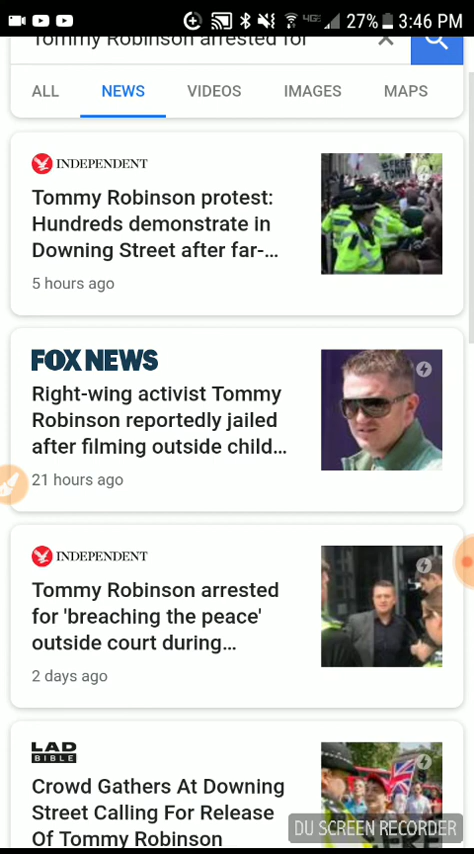 4G 27% 3:46 PM
Tommy Robinson arrested for
ALL NEWS VIDEOS IMAGES MAPS
INDEPENDENT
Tommy Robinson protest:
Hundreds demonstrate in
Downing Street after far-...
5 hours ago
FOX NEWS
Right-wing activist Tommy
Robinson reportedly jailed
after filming outside child...
21 hours ago
INDEPENDENT
Tommy Robinson arrested
for 'breaching the peace'
outside court during...
2 days ago
LAD
BIBLE
Crowd Gathers At Downing
Street Calling For Release
Of Tommy Robinson
DU SCREEN RECORDER